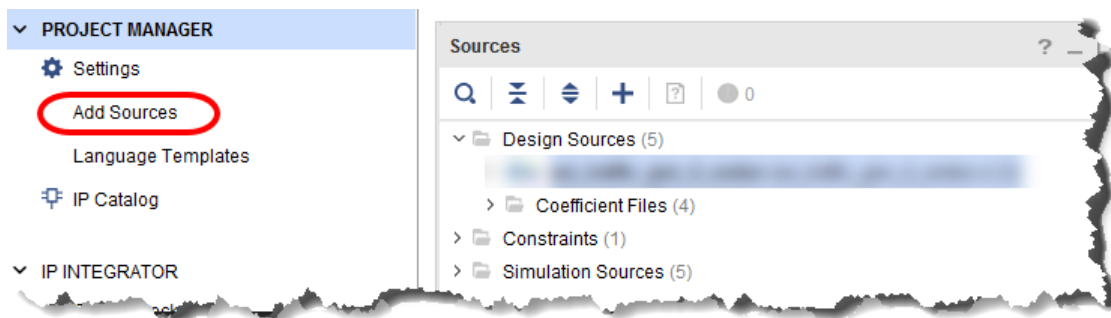 PROJECT MANAGER
Settings
Add Sources
Language Templates
IP Catalog
IP INTEGRATOR
Sources
? _
0
Design Sources (5)
Coefficient Files (4)
Constraints (1)
Simulation Sources (5)